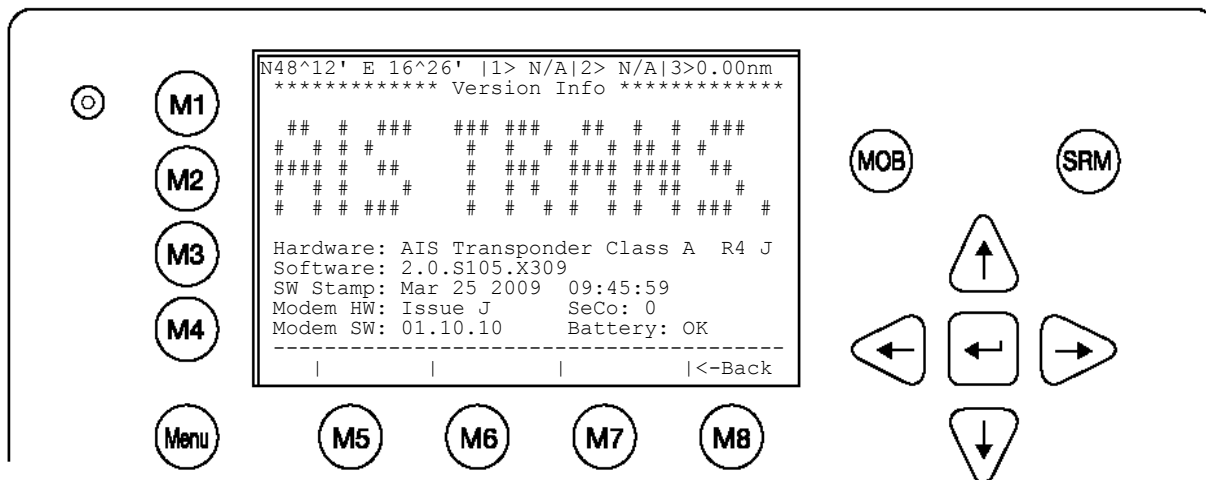 N48^12' E 16^26' |1> N/A|2> N/A|3>0.00nm
************* Version Info *************
AIS TRANS
Hardware: AIS Transponder Class A  R4 J
Software: 2.0.S105.X309
SW Stamp: Mar 25 2009  09:45:59
Modem HW: Issue J      SeCo: 0
Modem SW: 01.10.10     Battery: OK
|        |         |         |<-Back
M1
M2
M3
M4
Menu
M5
M6
M7
M8
MOB
SRM